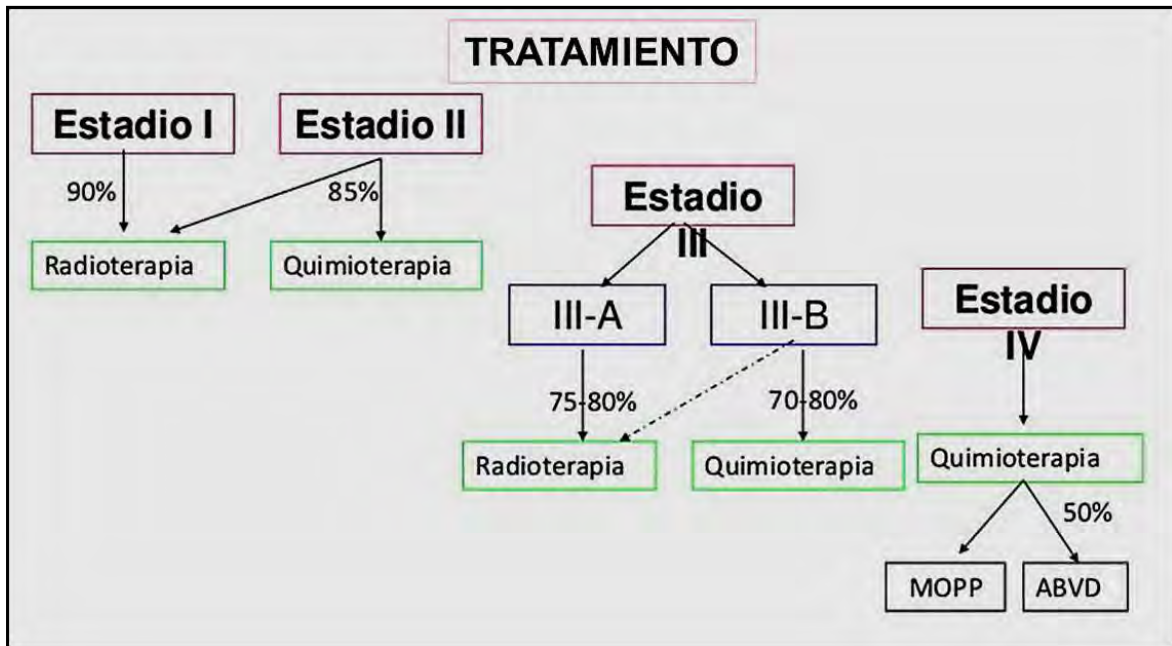 TRATAMIENTO
Estadio I
Estadio II
90%
85%
Radioterapia
Quimioterapia
Estadio
III
III-A
III-B
75-80%
70-80%
Radioterapia
Quimioterapia
Estadio
IV
Quimioterapia
50%
MOPP
ABVD